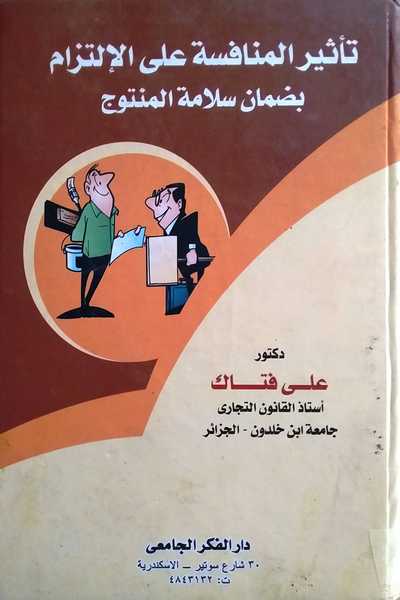 تأثير المنافسة على الإلتزام
بضمان سلامة المنتوج
دكتور
على فتاك
أستاذ القانون التجارى
جامعة ابن خلدون - الجزائر
دار الفكر الجامعى
٣٠ شارع سوتير - الاسكندرية
ت: ٤٨٤٣١٣٢